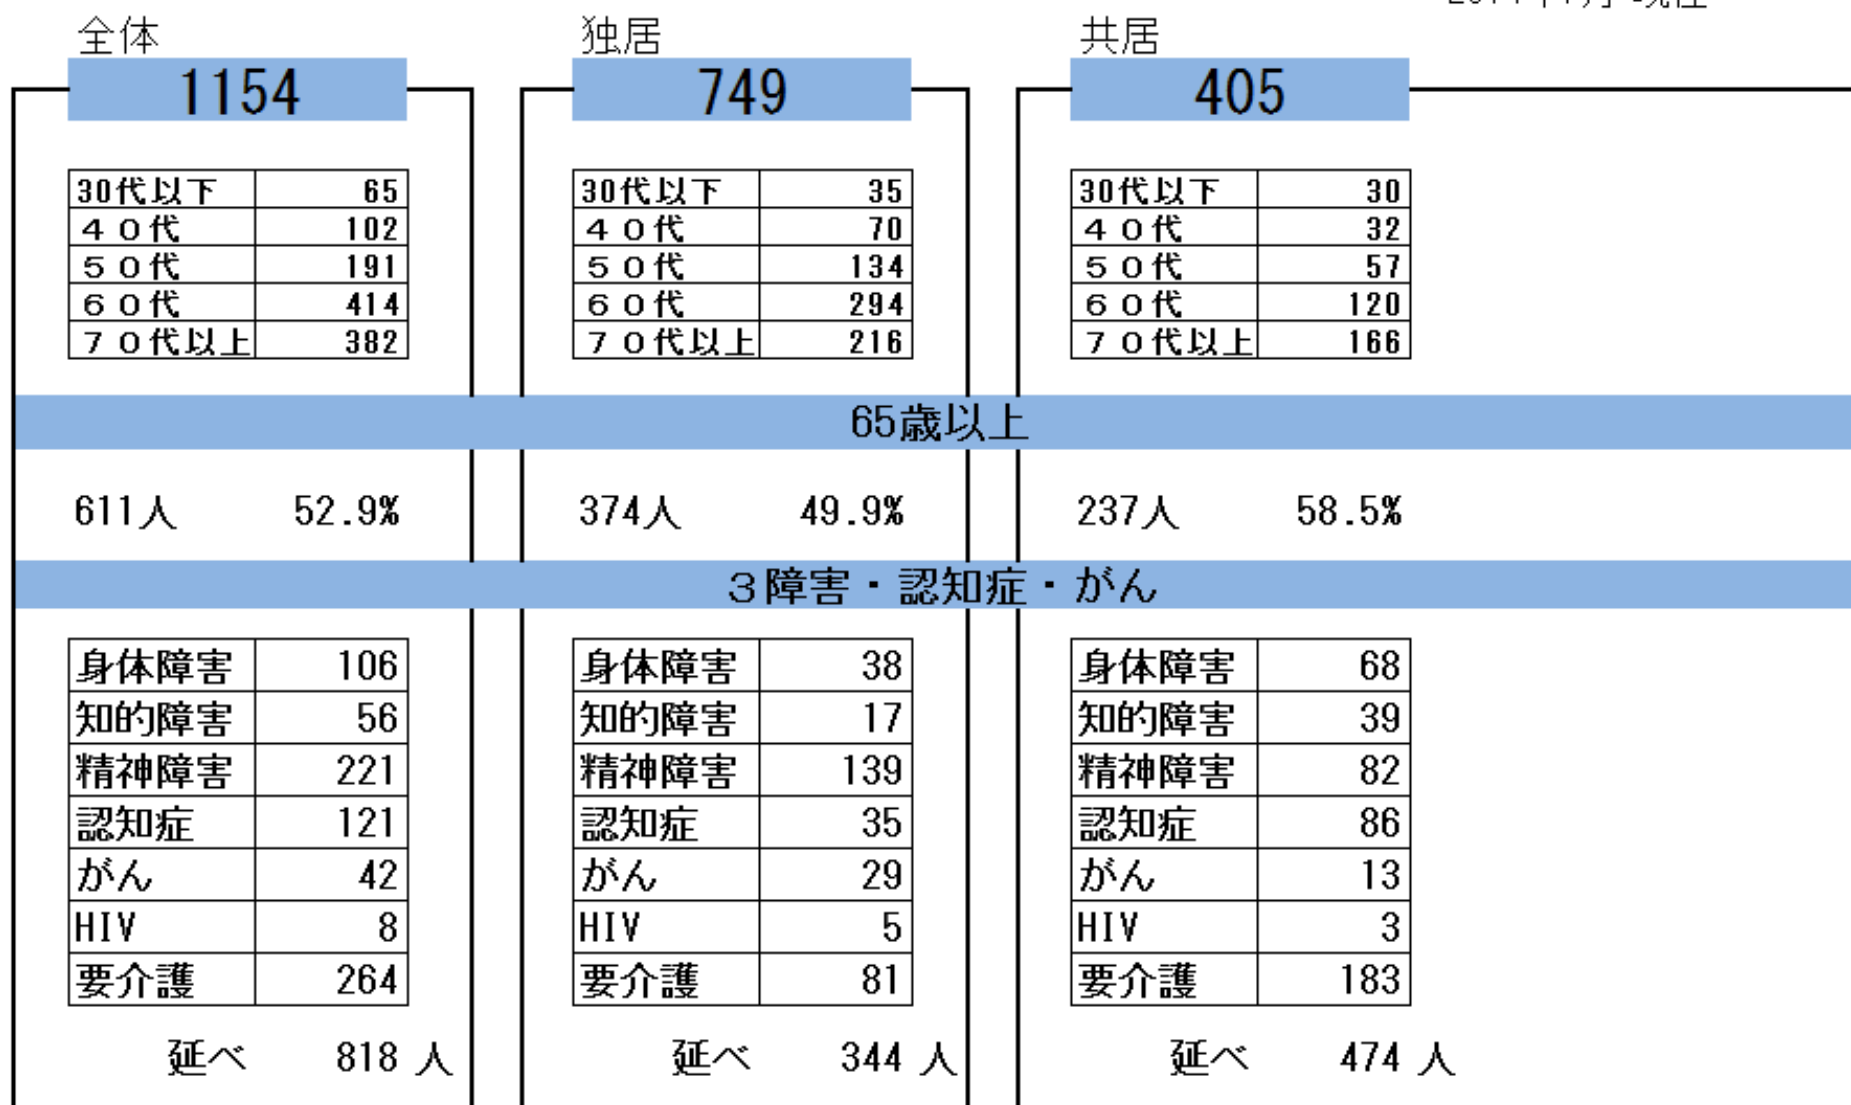 全体 独居 共居
1154 749 405
30代以下 65 30代以下 35 30代以下 30
４０代 102 ４０代 70 ４０代 32
５０代 191 ５０代 134 ５０代 57
６０代 414 ６０代 294 ６０代 120
７０代以上 382 ７０代以上 216 ７０代以上 166
65歳以上
611人 52.9% 374人 49.9% 237人 58.5%
３障害・認知症・がん
身体障害 106 身体障害 38 身体障害 68
知的障害 56 知的障害 17 知的障害 39
精神障害 221 精神障害 139 精神障害 82
認知症 121 認知症 35 認知症 86
がん 42 がん 29 がん 13
HIV 8 HIV 5 HIV 3
要介護 264 要介護 81 要介護 183
延べ 818 人 延べ 344 人 延べ 474 人